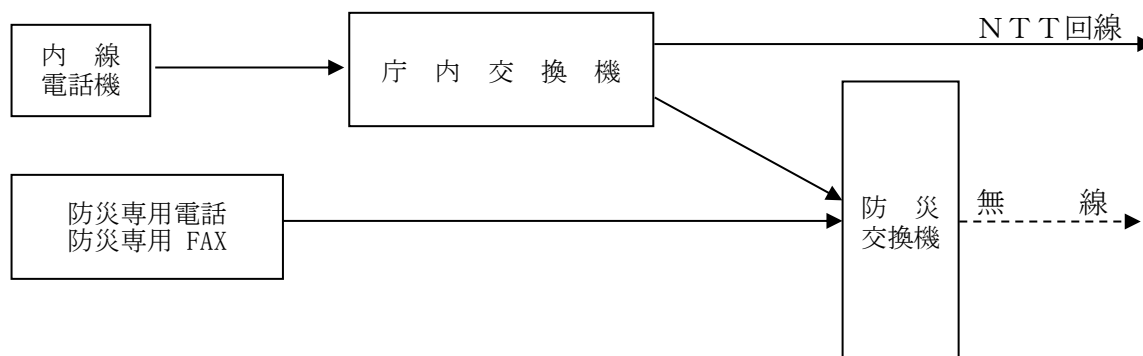 NTT回線
内 線
電話機
庁 内 交 換 機
防災専用電話
防災専用 FAX
防 災
交換機
無 線